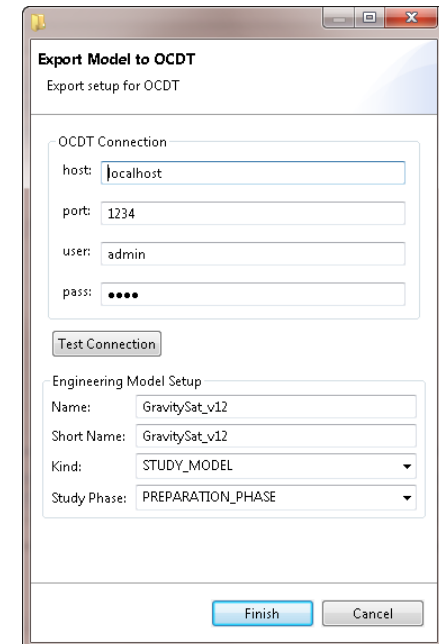 Export Model to OCDT
Export setup for OCDT
OCDT Connection
host: localhost
port: 1234
user: admin
pass: ●●●●
Test Connection
Engineering Model Setup
Name: GravitySat_v12
Short Name: GravitySat_v12
Kind: STUDY_MODEL
Study Phase: PREPARATION_PHASE
Finish Cancel